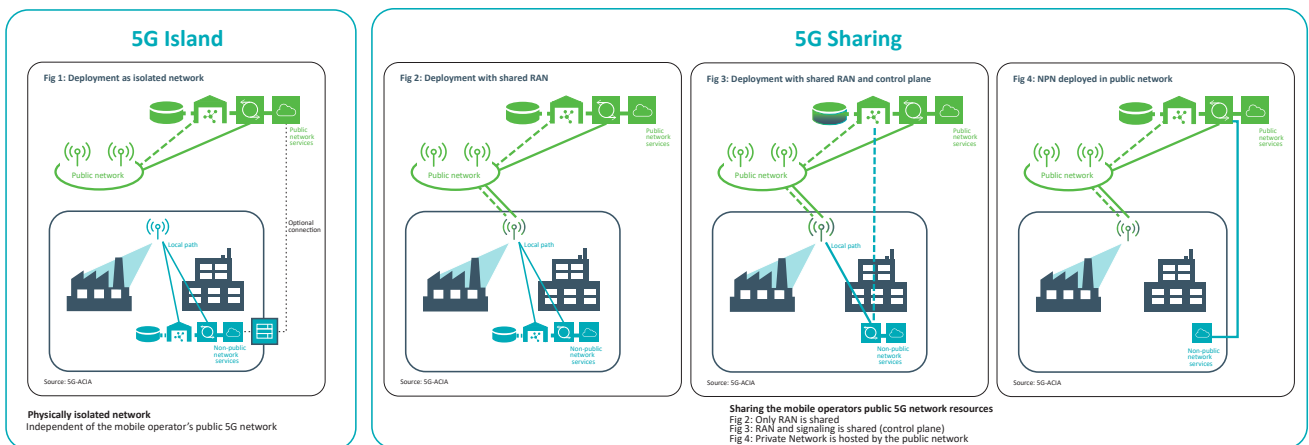 5G Island
Fig 1: Deployment as isolated network
Public
network
services
Public network
Optional
connection
Local path
Non-public
network
services
Source: 5G-ACIA
Physically isolated network
Independent of the mobile operator's public 5G network
5G Sharing
Fig 2: Deployment with shared RAN
Public
network
services
Public network
Local path
Non-public
network
services
Source: 5G-ACIA
Fig 3: Deployment with shared RAN and control plane
Public
network
services
Public network
Local path
Non-public
network
services
Source: 5G-ACIA
Fig 4: NPN deployed in public network
Public
network
services
Public network
Non-public
network
services
Source: 5G-ACIA
Sharing the mobile operators public 5G network resources
Fig 2: Only RAN is shared
Fig 3: RAN and signaling is shared (control plane)
Fig 4: Private Network is hosted by the public network